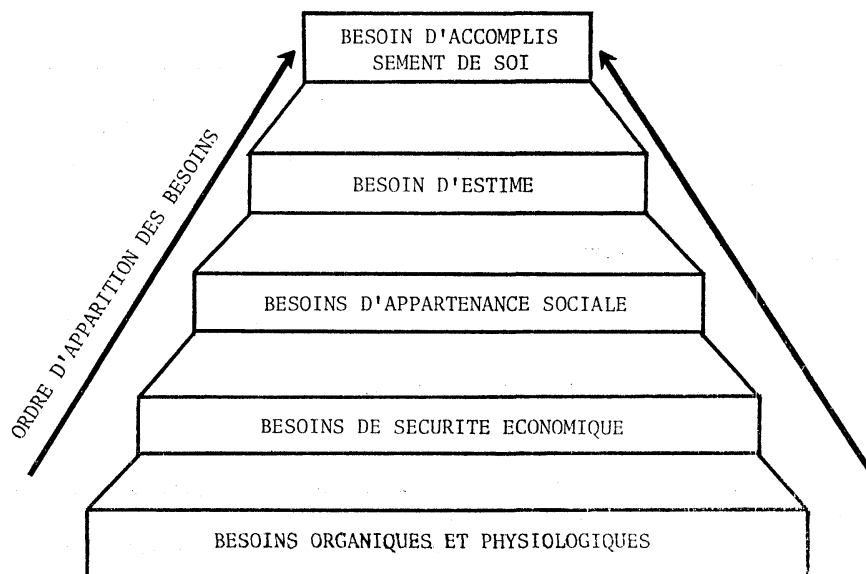 BESOIN D'ACCOMPLIS
SEMENT DE SOI
BESOIN D'ESTIME
BESOINS D'APPARTENANCE SOCIALE
BESOINS DE SECURITE ECONOMIQUE
BESOINS ORGANIQUES ET PHYSIOLOGIQUES
ORDRE D'APPARITION DES BESOINS